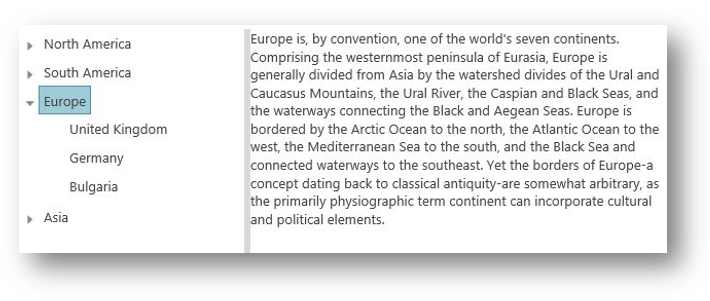 North America
South America
Europe
United Kingdom
Germany
Bulgaria
Asia
Europe is, by convention, one of the world's seven continents.
Comprising the westernmost peninsula of Eurasia, Europe is
generally divided from Asia by the watershed divides of the Ural and
Caucasus Mountains, the Ural River, the Caspian and Black Seas, and
the waterways connecting the Black and Aegean Seas. Europe is
bordered by the Arctic Ocean to the north, the Atlantic Ocean to the
west, the Mediterranean Sea to the south, and the Black Sea and
connected waterways to the southeast. Yet the borders of Europe-a
concept dating back to classical antiquity-are somewhat arbitrary, as
the primarily physiographic term continent can incorporate cultural
and political elements.